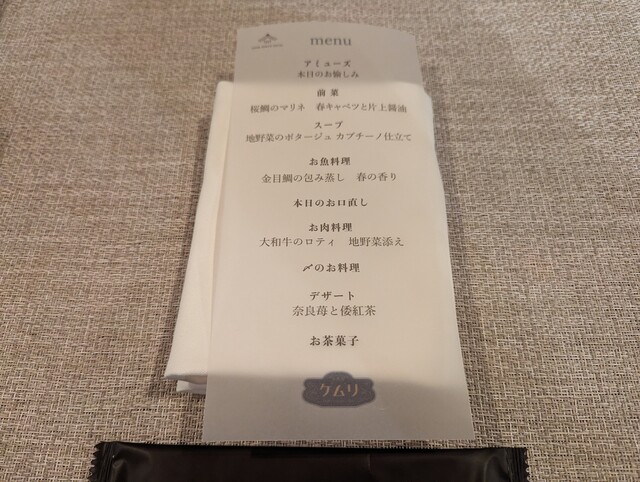 menu
アミューズ
本日のお愉しみ
前菜
桜鯛のマリネ　春キャベツと片上醤油
スープ
地野菜のポタージュ カプチーノ仕立て
お魚料理
金目鯛の包み蒸し　春の香り
本日のお口直し
お肉料理
大和牛のロティ　地野菜添え
〆のお料理
デザート
奈良苺と倭紅茶
お茶菓子
ケムリ